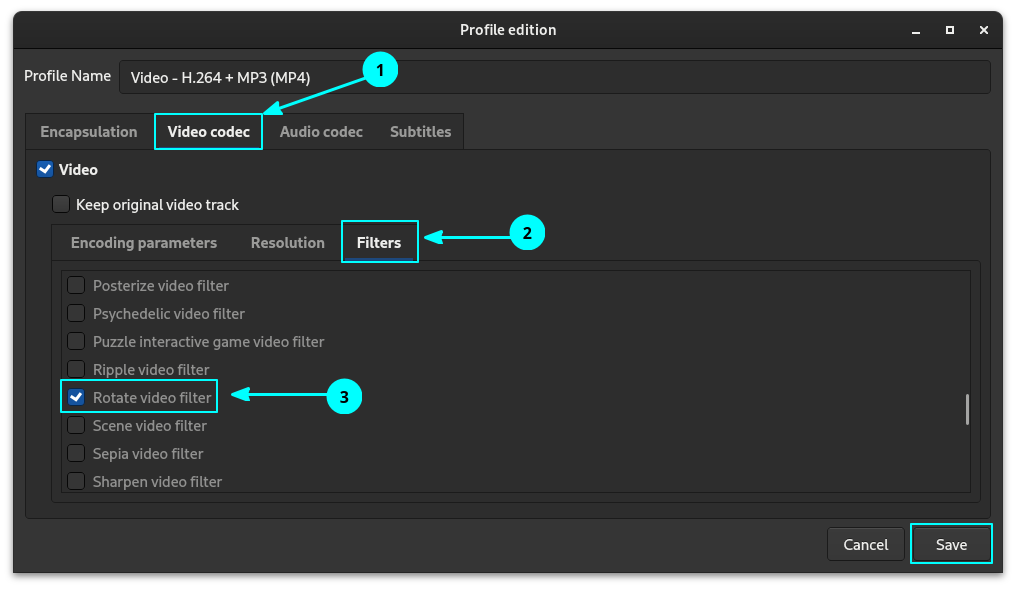 Profile edition
Profile Name Video - H.264 + MP3 (MP4)
1
Encapsulation Video codec Audio codec Subtitles
Video
Keep original video track
2
Encoding parameters Resolution Filters
Posterize video filter
Psychedelic video filter
Puzzle interactive game video filter
Ripple video filter
Rotate video filter
3
Scene video filter
Sepia video filter
Sharpen video filter
Cancel Save